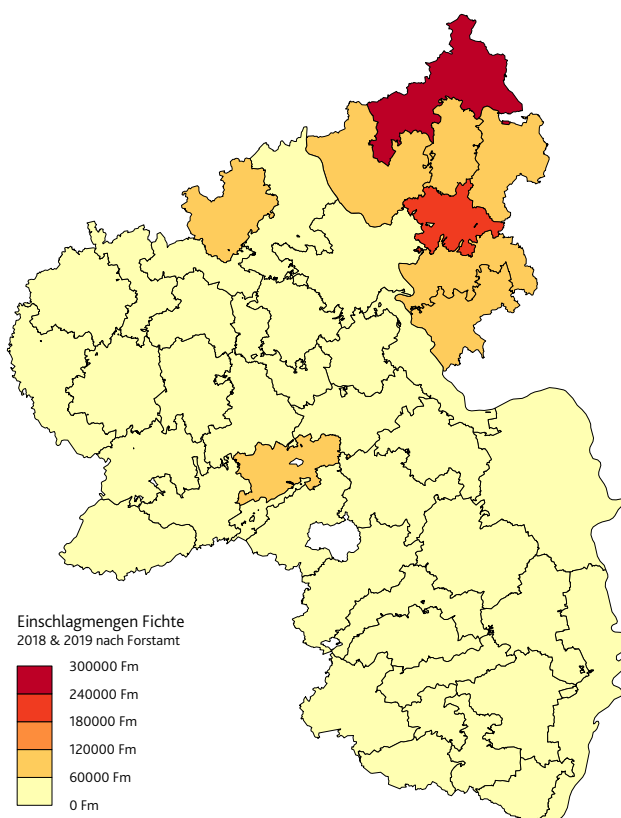 Einschlagmengen Fichte
2018 & 2019 nach Forstamt
300000 Fm
240000 Fm
180000 Fm
120000 Fm
60000 Fm
0 Fm